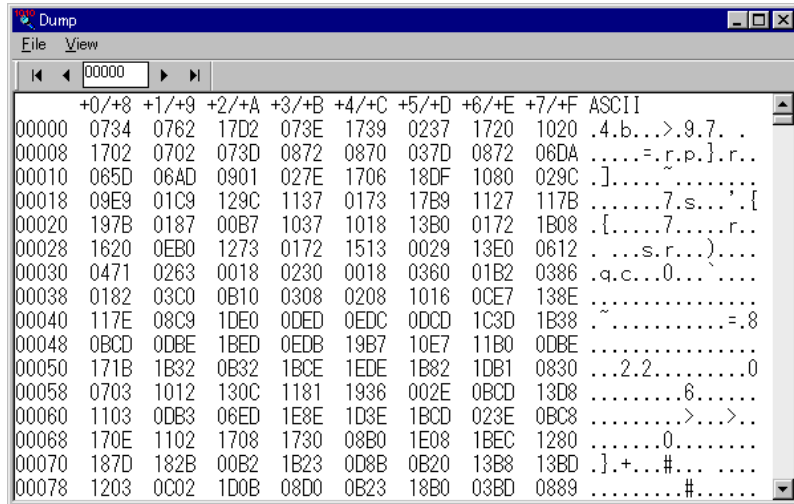 1010 Dump
File View
00000
+0/+8 +1/+9 +2/+A +3/+B +4/+C +5/+D +6/+E +7/+F ASCII
00000 0734 0762 17D2 073E 1739 0237 1720 1020 .4.b...>.9.7. .
00008 1702 0702 073D 0872 0870 037D 0872 06DA .....=.r.p.}.r..
00010 065D 06AD 0901 027E 1706 18DF 1080 029C .].....~........
00018 09E9 01C9 129C 1137 0173 17B9 1127 117B .......7.s...'.{
00020 197B 0187 00B7 1037 1018 13B0 0172 1B08 .{.....7.....r..
00028 1620 0EB0 1273 0172 1513 0029 13E0 0612 . ...s.r...)....
00030 0471 0263 0018 0230 0018 0360 01B2 0386 .q.c...0...`....
00038 0182 03C0 0B10 0308 0208 1016 0CE7 138E ................
00040 117E 08C9 1DE0 0DED 0EDC 0DCD 1C3D 1B38 .~...........=.8
00048 0BCD 0DBE 1BED 0EDB 19B7 10E7 11B0 0DBE ................
00050 171B 1B32 0B32 1BCE 1EDE 1B82 1DB1 0830 ...2.2.........0
00058 0703 1012 130C 1181 1936 002E 0BCD 13D8 .........6......
00060 1103 0DB3 06ED 1E8E 1D3E 1BCD 023E 0BC8 .........>...>..
00068 170E 1102 1708 1730 08B0 1E08 1BEC 1280 .......0........
00070 187D 182B 00B2 1B23 0D8B 0B20 13B8 13BD .}.+...#... ....
00078 1203 0C02 1D0B 08D0 0B23 18B0 03BD 0889 .........#......